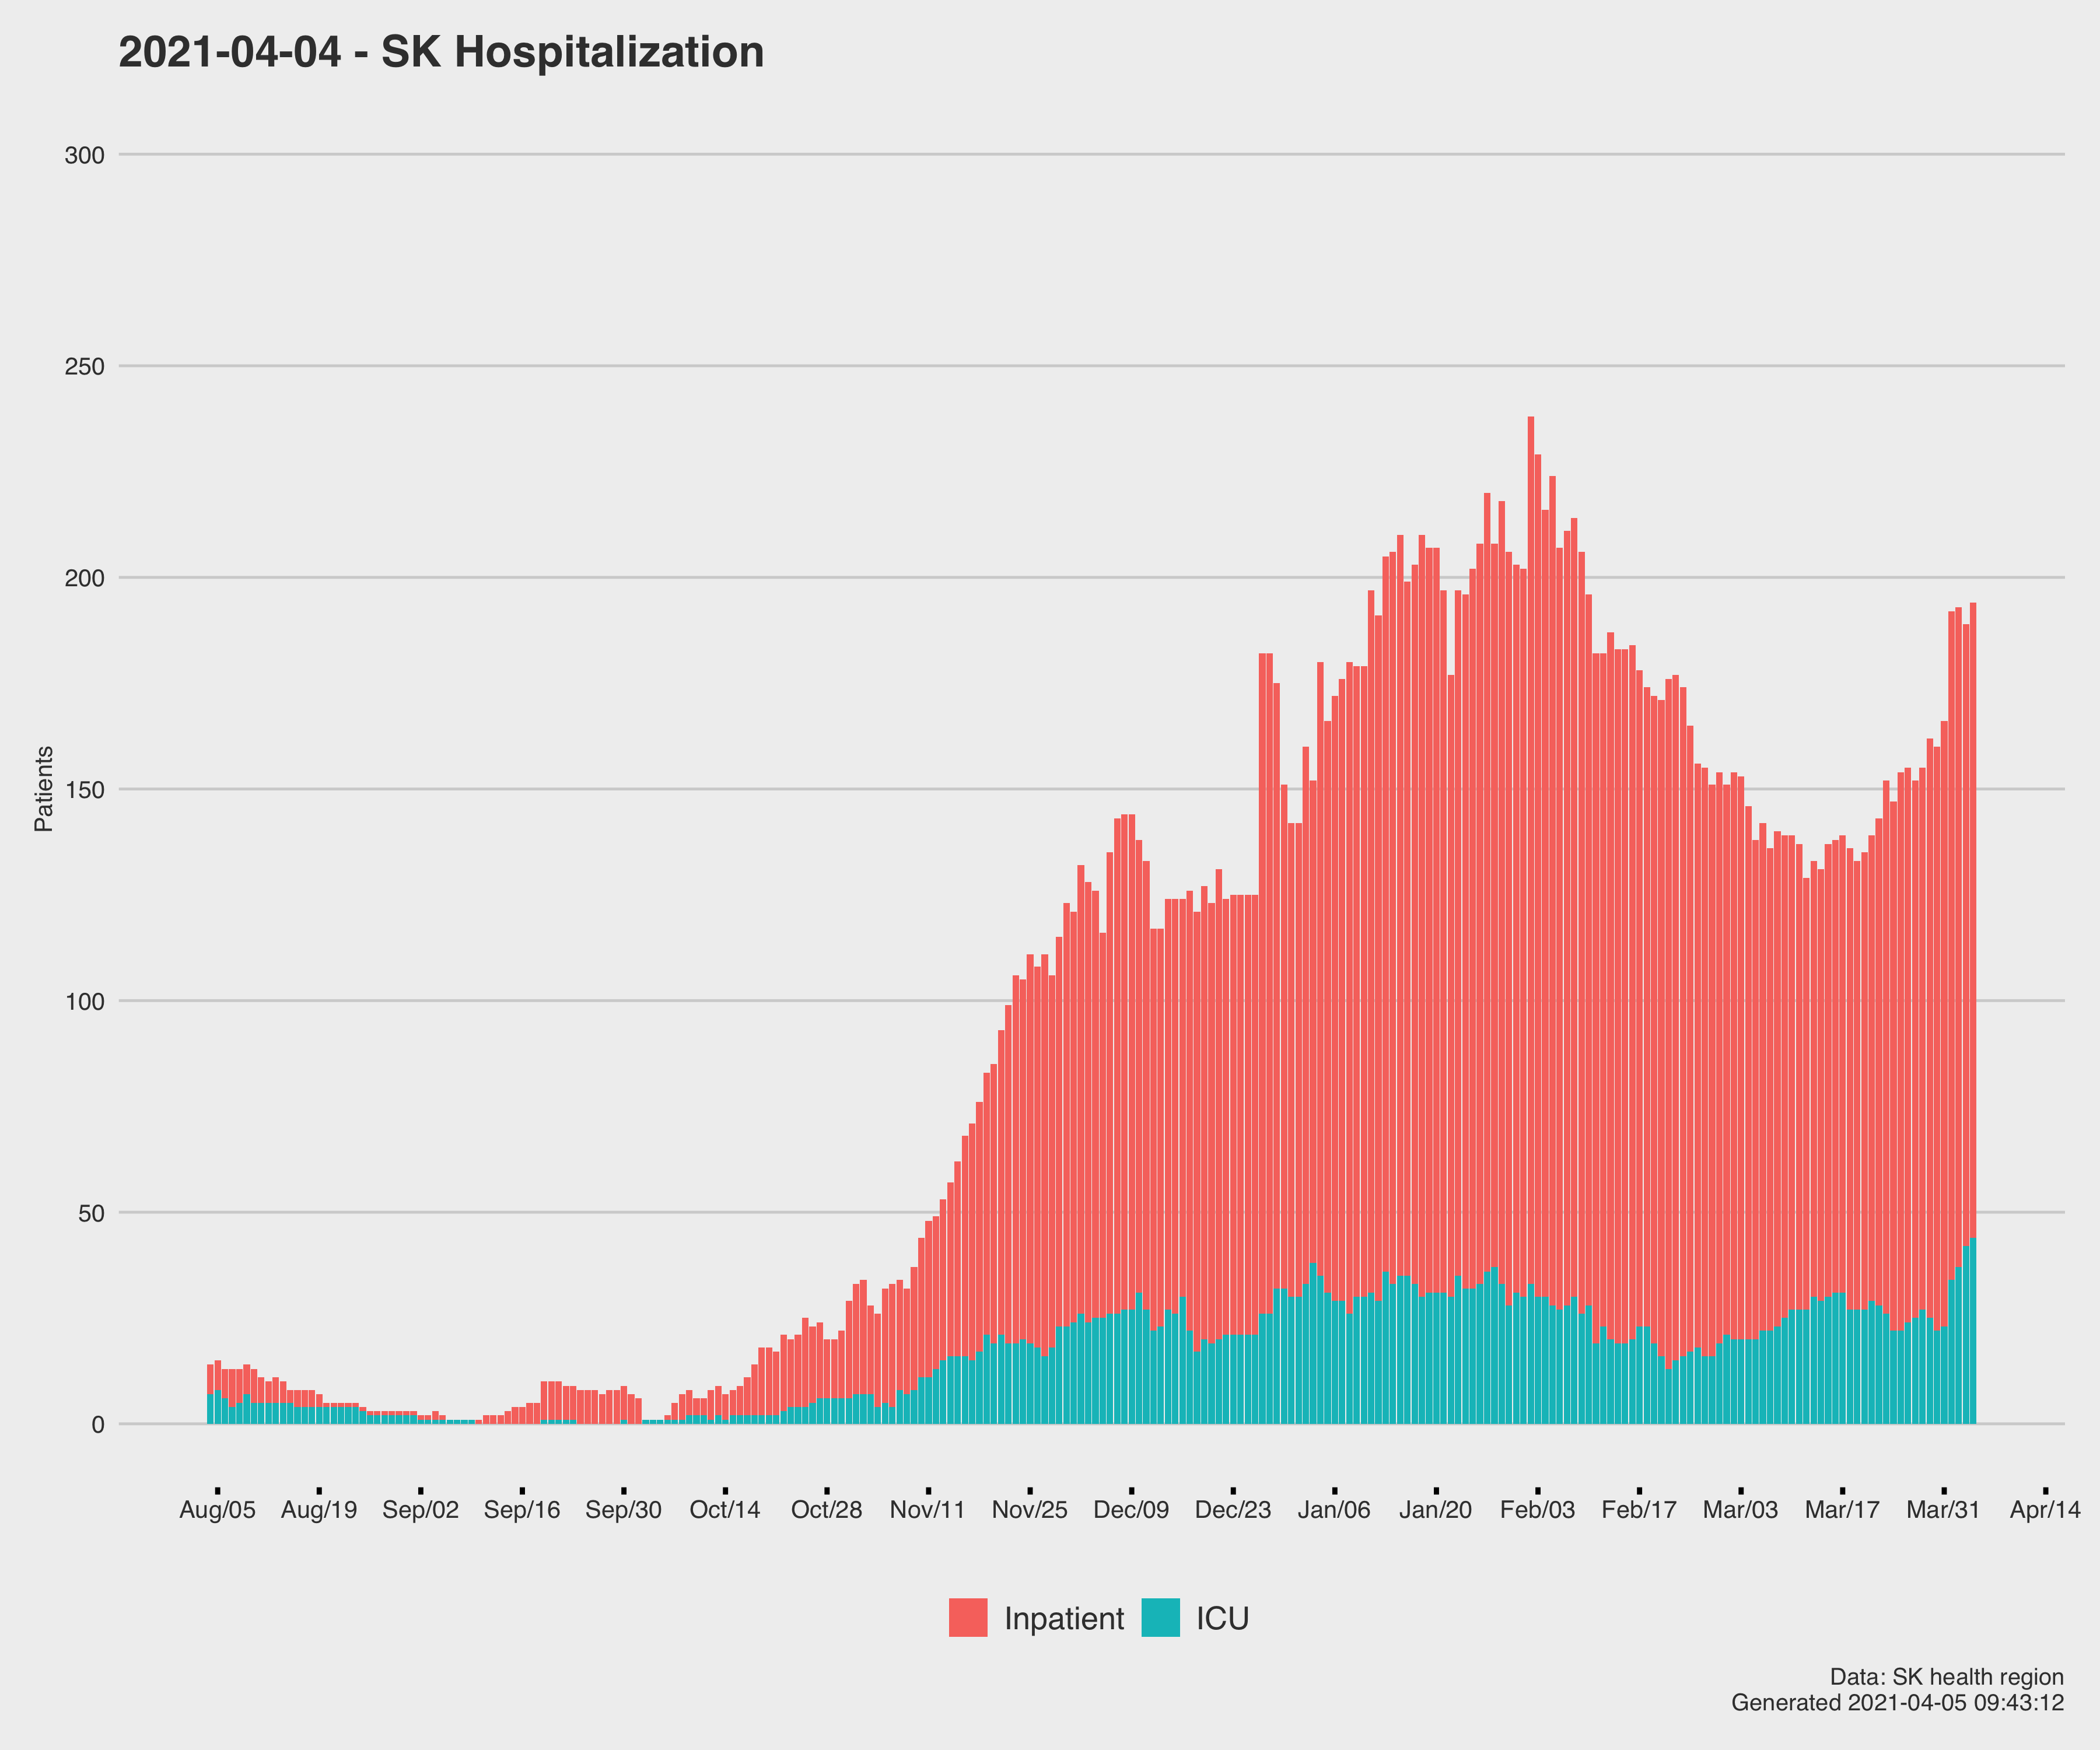 2021-04-04 - SK Hospitalization
300
250
200
150
100
50
0
Patients
Aug/05 Aug/19 Sep/02 Sep/16 Sep/30 Oct/14 Oct/28 Nov/11 Nov/25 Dec/09 Dec/23 Jan/06 Jan/20 Feb/03 Feb/17 Mar/03 Mar/17 Mar/31 Apr/14
Inpatient ICU
Data: SK health region
Generated 2021-04-05 09:43:12